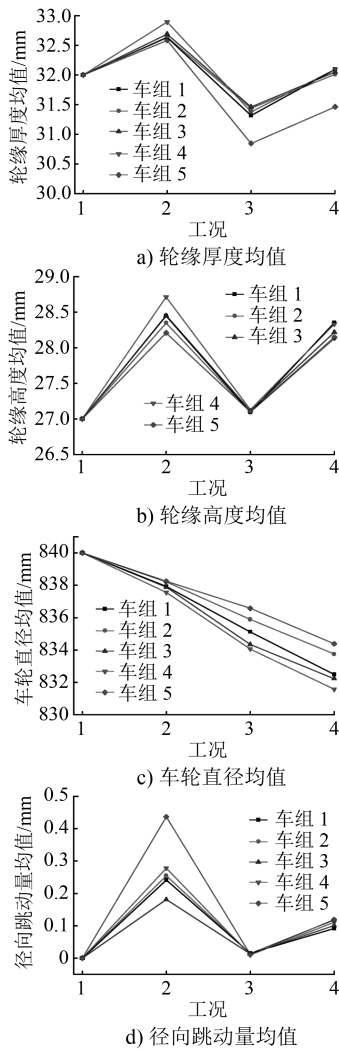 轮缘厚度均值/mm
33.0
32.5
32.0
31.5
31.0
30.5
30.0
车组 1
车组 2
车组 3
车组 4
车组 5
1 2 3 4
工况
a) 轮缘厚度均值
轮缘高度均值/mm
29.0
28.5
28.0
27.5
27.0
26.5
车组 1
车组 2
车组 3
车组 4
车组 5
1 2 3 4
工况
b) 轮缘高度均值
车轮直径均值/mm
840
838
836
834
832
830
车组 1
车组 2
车组 3
车组 4
车组 5
1 2 3 4
工况
c) 车轮直径均值
径向跳动量均值/mm
0.5
0.4
0.3
0.2
0.1
0
车组 1
车组 2
车组 3
车组 4
车组 5
1 2 3 4
工况
d) 径向跳动量均值